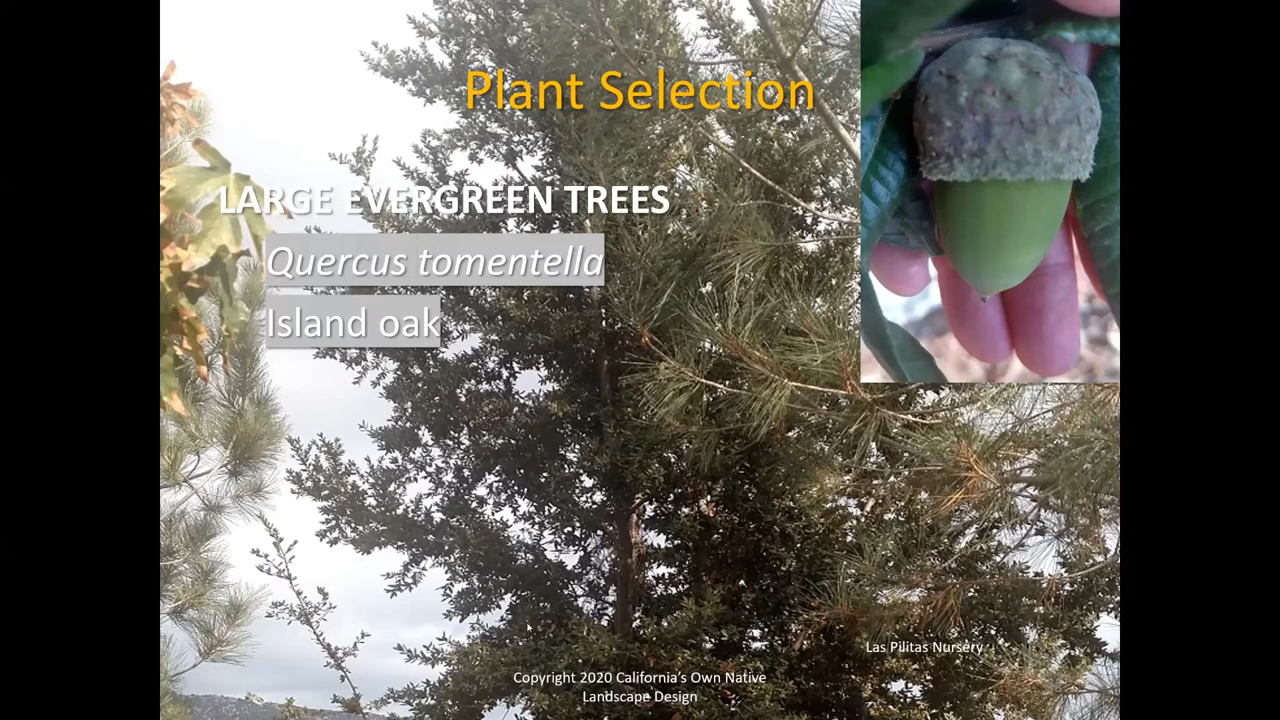 Plant Selection
LARGE EVERGREEN TREES
Quercus tomentella
Island oak
Las Pilitas Nursery
Copyright 2020 California's Own Native
Landscape Design